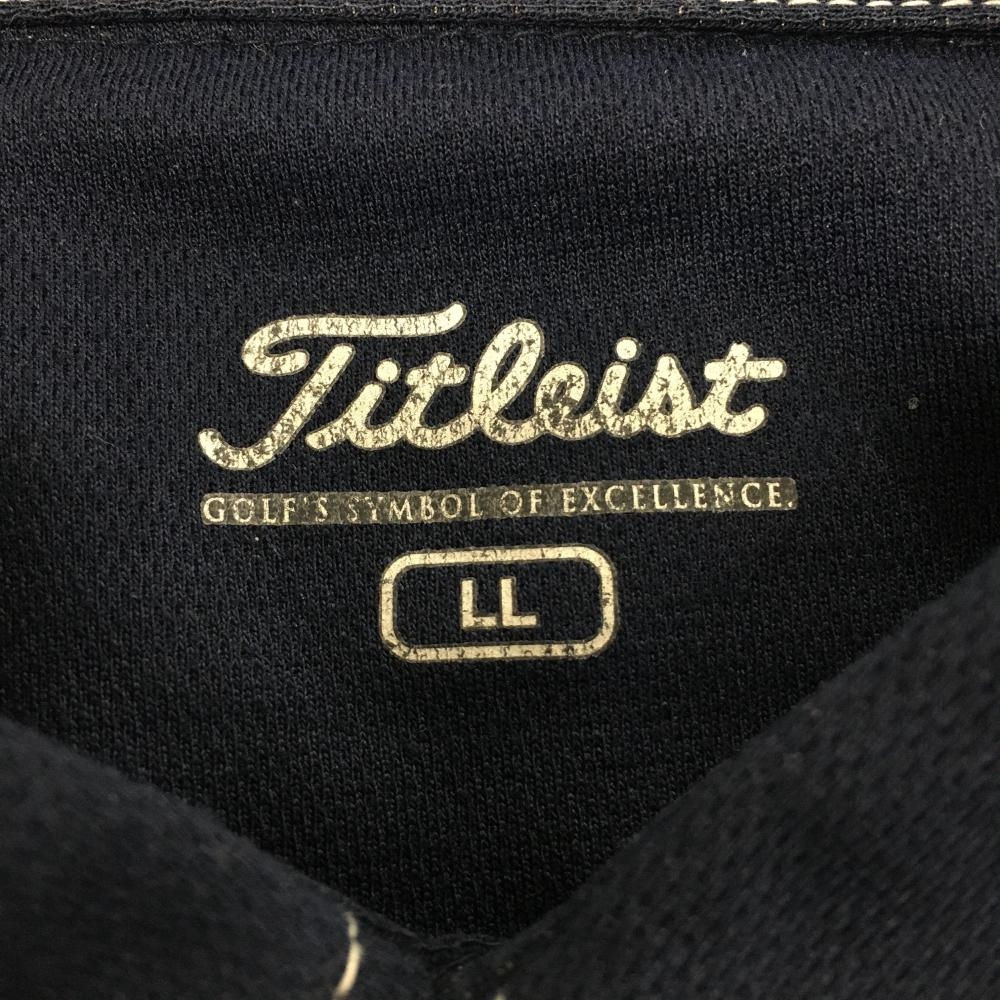 Titleist
GOLF'S SYMBOL OF EXCELLENCE.
LL